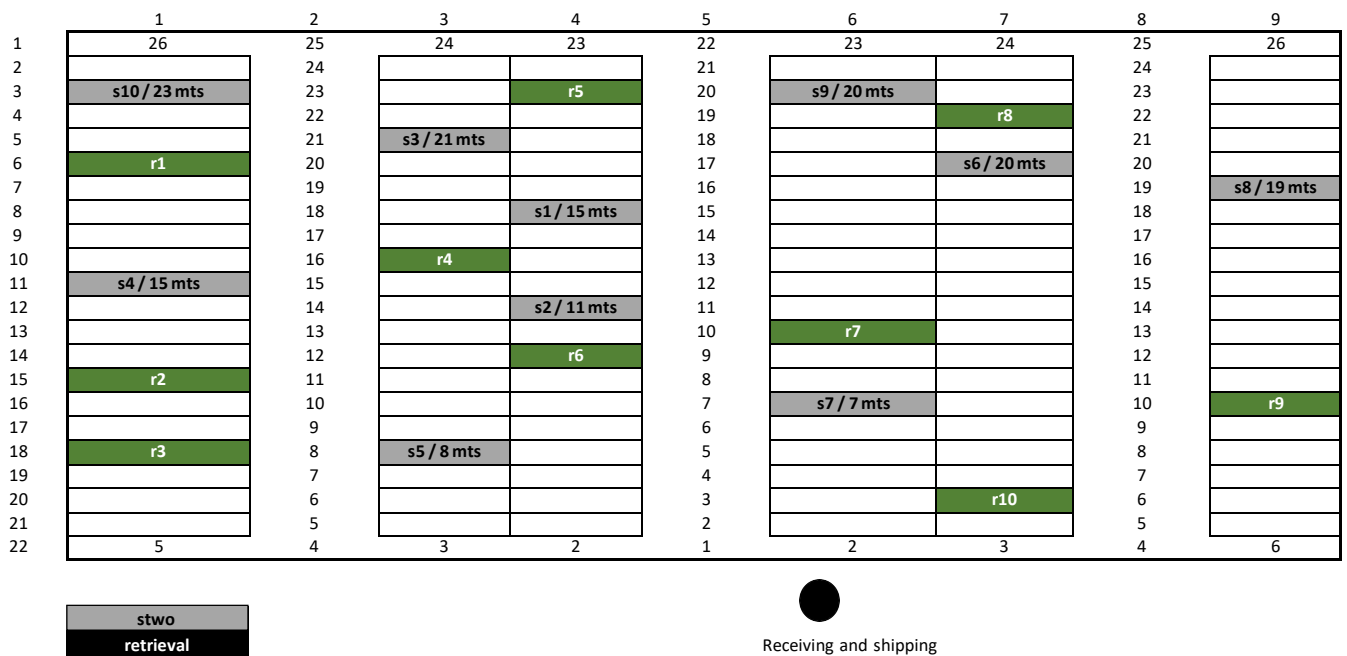 1 2 3 4 5 6 7 8 9
1 26 25 24 23 22 23 24 25 26
2 24 21 24
3 s10 / 23 mts 23 r5 20 s9 / 20 mts 23
4 22 19 r8 22
5 21 s3 / 21 mts 18 21
6 r1 20 17 s6 / 20 mts 20
7 19 16 19 s8 / 19 mts
8 18 s1 / 15 mts 15 18
9 17 14 17
10 16 r4 13 16
11 s4 / 15 mts 15 12 15
12 14 s2 / 11 mts 11 14
13 13 10 r7 13
14 12 r6 9 12
15 r2 11 8 11
16 10 7 s7 / 7 mts 10 r9
17 9 6 9
18 r3 8 s5 / 8 mts 5 8
19 7 4 7
20 6 3 r10 6
21 5 2 5
22 5 4 3 2 1 2 3 4 6
stwo
retrieval
Receiving and shipping